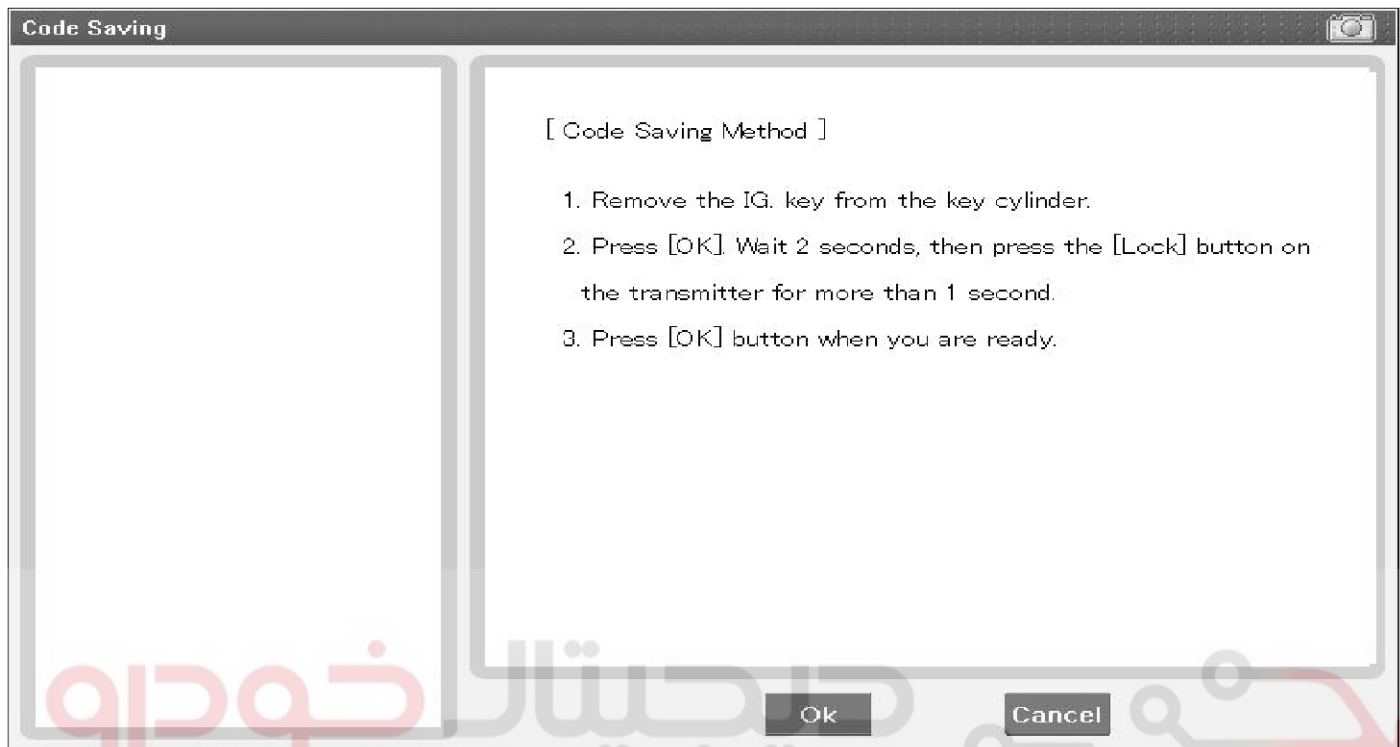 Code Saving
[ Code Saving Method ]
1. Remove the IG. key from the key cylinder.
2. Press [OK]. Wait 2 seconds, then press the [Lock] button on
the transmitter for more than 1 second.
3. Press [OK] button when you are ready.
Ok
Cancel
دیجیتال خودرو